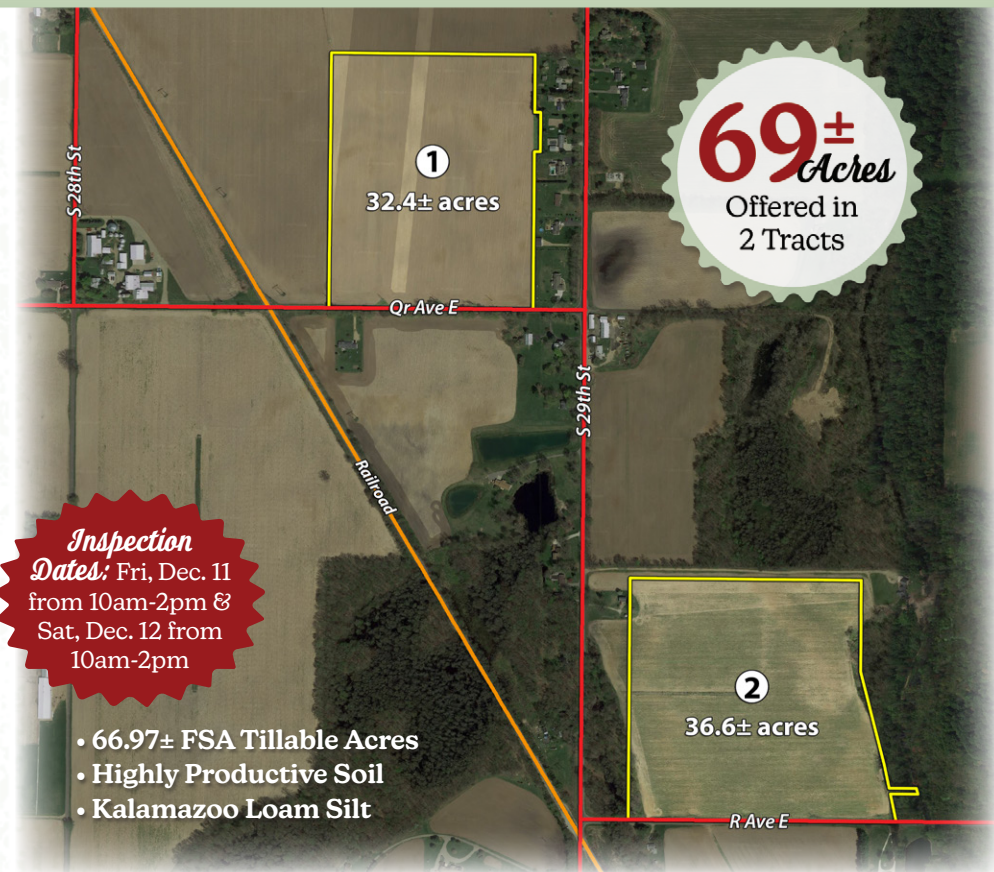 S 28th St
1
32.4± acres
69±
Acres
Offered in
2 Tracts
Qr Ave E
S 29th St
Railroad
Inspection
Dates: Fri, Dec. 11
from 10am-2pm &
Sat, Dec. 12 from
10am-2pm
2
36.6± acres
• 66.97± FSA Tillable Acres
• Highly Productive Soil
• Kalamazoo Loam Silt
R Ave E